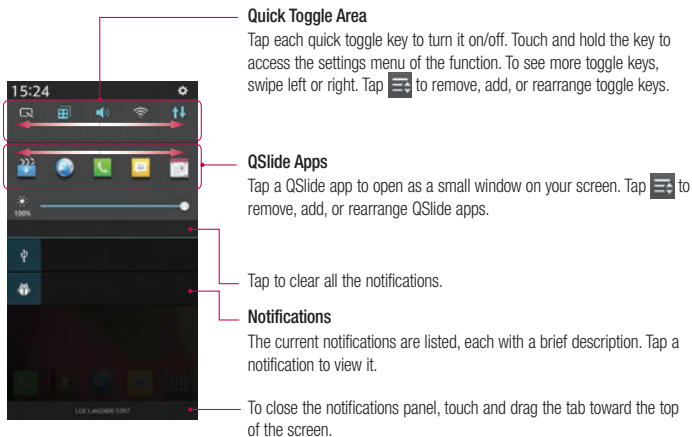 Quick Toggle Area
Tap each quick toggle key to turn it on/off. Touch and hold the key to
access the settings menu of the function. To see more toggle keys,
swipe left or right. Tap to remove, add, or rearrange toggle keys.
15:24
QSlide Apps
Tap a QSlide app to open as a small window on your screen. Tap to
remove, add, or rearrange QSlide apps.
100%
Tap to clear all the notifications.
Notifications
The current notifications are listed, each with a brief description. Tap a
notification to view it.
To close the notifications panel, touch and drag the tab toward the top
of the screen.